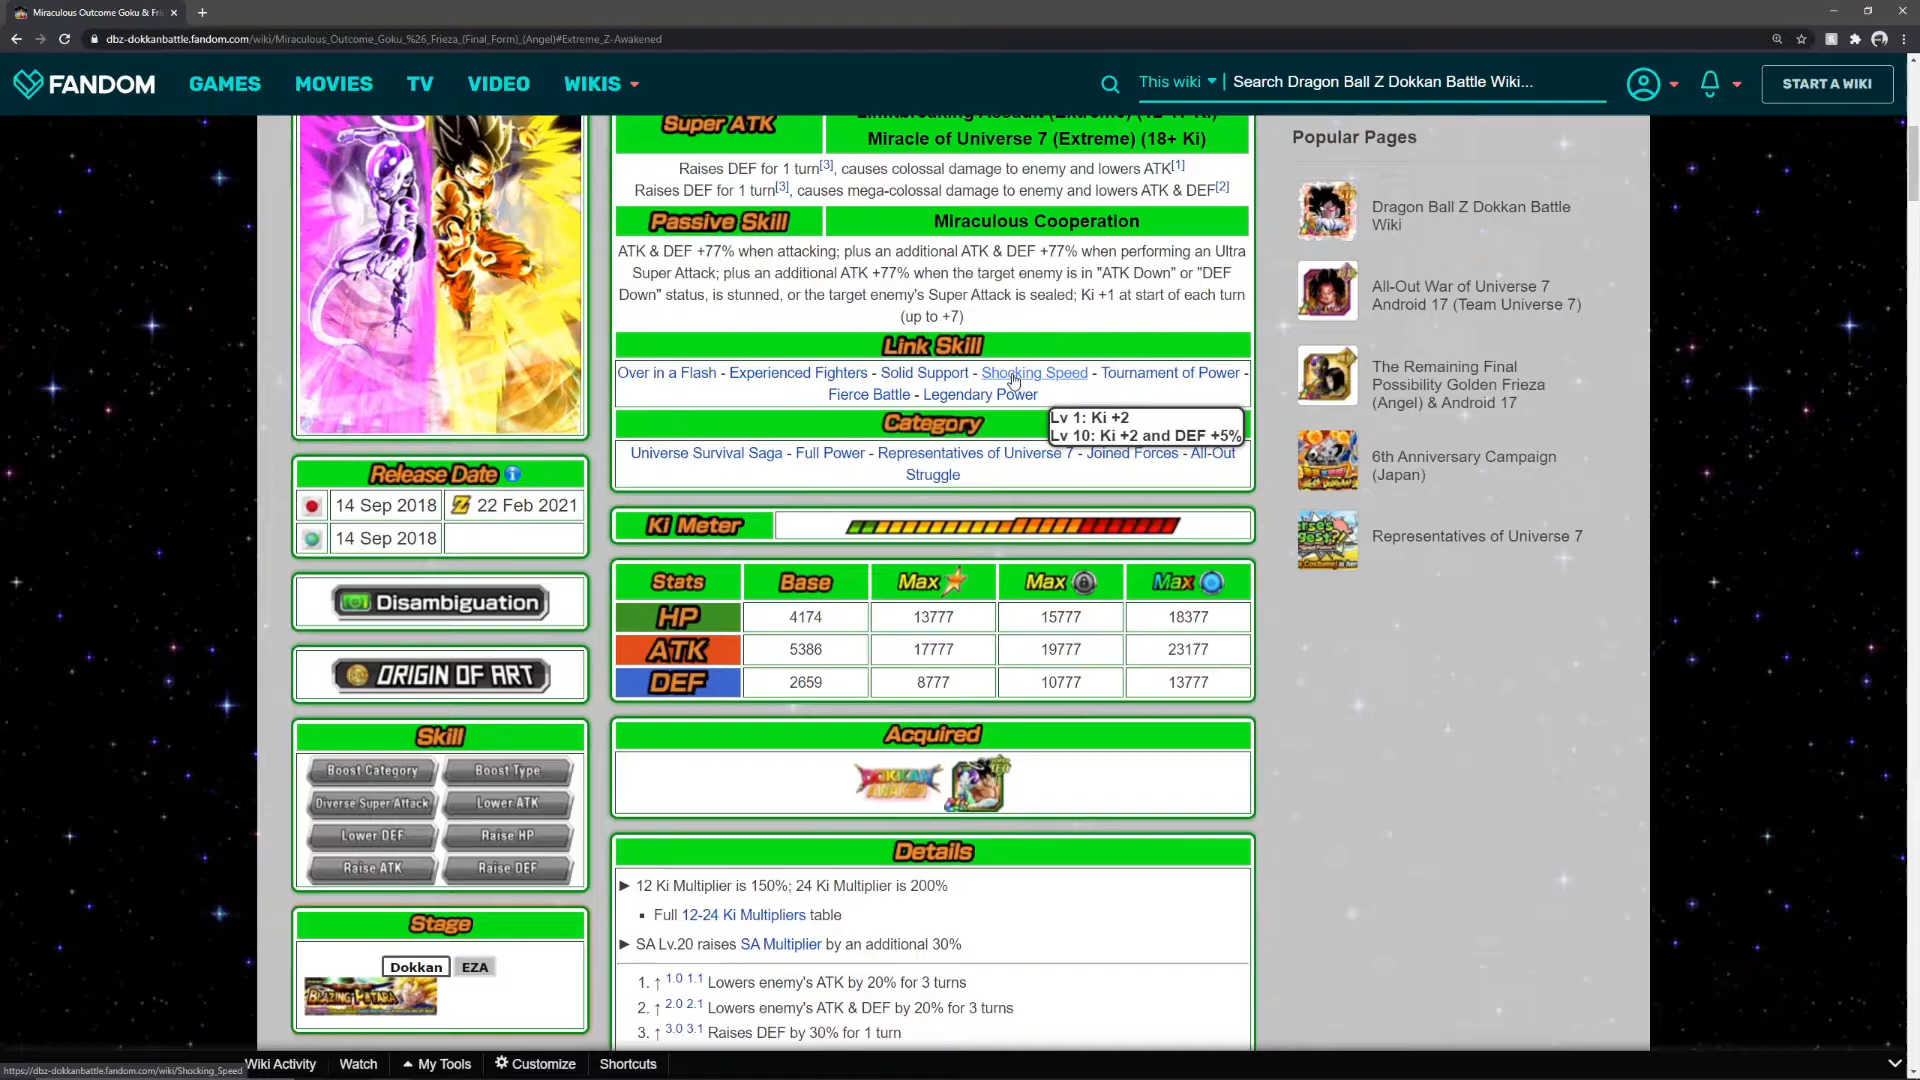 Miraculous Outcome Goku & Fri
dbz-dokkanbattle.fandom.com/wiki/Miraculous_Outcome_Goku_%26_Frieza_(Final_Form)_(Angel)#Extreme_Z-Awakened
FANDOM
GAMES
MOVIES
TV
VIDEO
WIKIS
This wiki
Search Dragon Ball Z Dokkan Battle Wiki...
START A WIKI
Super ATK
Limitbreaking Assault (Extreme) (12-17 Ki)
Miracle of Universe 7 (Extreme) (18+ Ki)
Raises DEF for 1 turn[3], causes colossal damage to enemy and lowers ATK[1]
Raises DEF for 1 turn[3], causes mega-colossal damage to enemy and lowers ATK & DEF[2]
Passive Skill
Miraculous Cooperation
ATK & DEF +77% when attacking; plus an additional ATK & DEF +77% when performing an Ultra
Super Attack; plus an additional ATK +77% when the target enemy is in "ATK Down" or "DEF
Down" status, is stunned, or the target enemy's Super Attack is sealed; Ki +1 at start of each turn
(up to +7)
Link Skill
Over in a Flash - Experienced Fighters - Solid Support - Shocking Speed - Tournament of Power -
Fierce Battle - Legendary Power
Lv 1: Ki +2
Lv 10: Ki +2 and DEF +5%
Category
Universe Survival Saga - Full Power - Representatives of Universe 7 - Joined Forces - All-Out
Struggle
Release Date
14 Sep 2018
22 Feb 2021
14 Sep 2018
Ki Meter
Disambiguation
ORIGIN OF ART
Stats
Base
Max
Max
Max
HP
4174
13777
15777
18377
ATK
5386
17777
19777
23177
DEF
2659
8777
10777
13777
Skill
Boost Category
Boost Type
Diverse Super Attack
Lower ATK
Lower DEF
Raise HP
Raise ATK
Raise DEF
Acquired
DOKKAN
AWAKEN
Details
► 12 Ki Multiplier is 150%; 24 Ki Multiplier is 200%
▪ Full 12-24 Ki Multipliers table
► SA Lv.20 raises SA Multiplier by an additional 30%
1. ↑ 1.0 1.1 Lowers enemy's ATK by 20% for 3 turns
2. ↑ 2.0 2.1 Lowers enemy's ATK & DEF by 20% for 3 turns
3. ↑ 3.0 3.1 Raises DEF by 30% for 1 turn
Stage
Dokkan
EZA
BLAZING POTARA
Popular Pages
Dragon Ball Z Dokkan Battle
Wiki
All-Out War of Universe 7
Android 17 (Team Universe 7)
The Remaining Final
Possibility Golden Frieza
(Angel) & Android 17
6th Anniversary Campaign
(Japan)
Representatives of Universe 7
https://dbz-dokkanbattle.fandom.com/wiki/Shocking_Speed
Wiki Activity
Watch
My Tools
Customize
Shortcuts